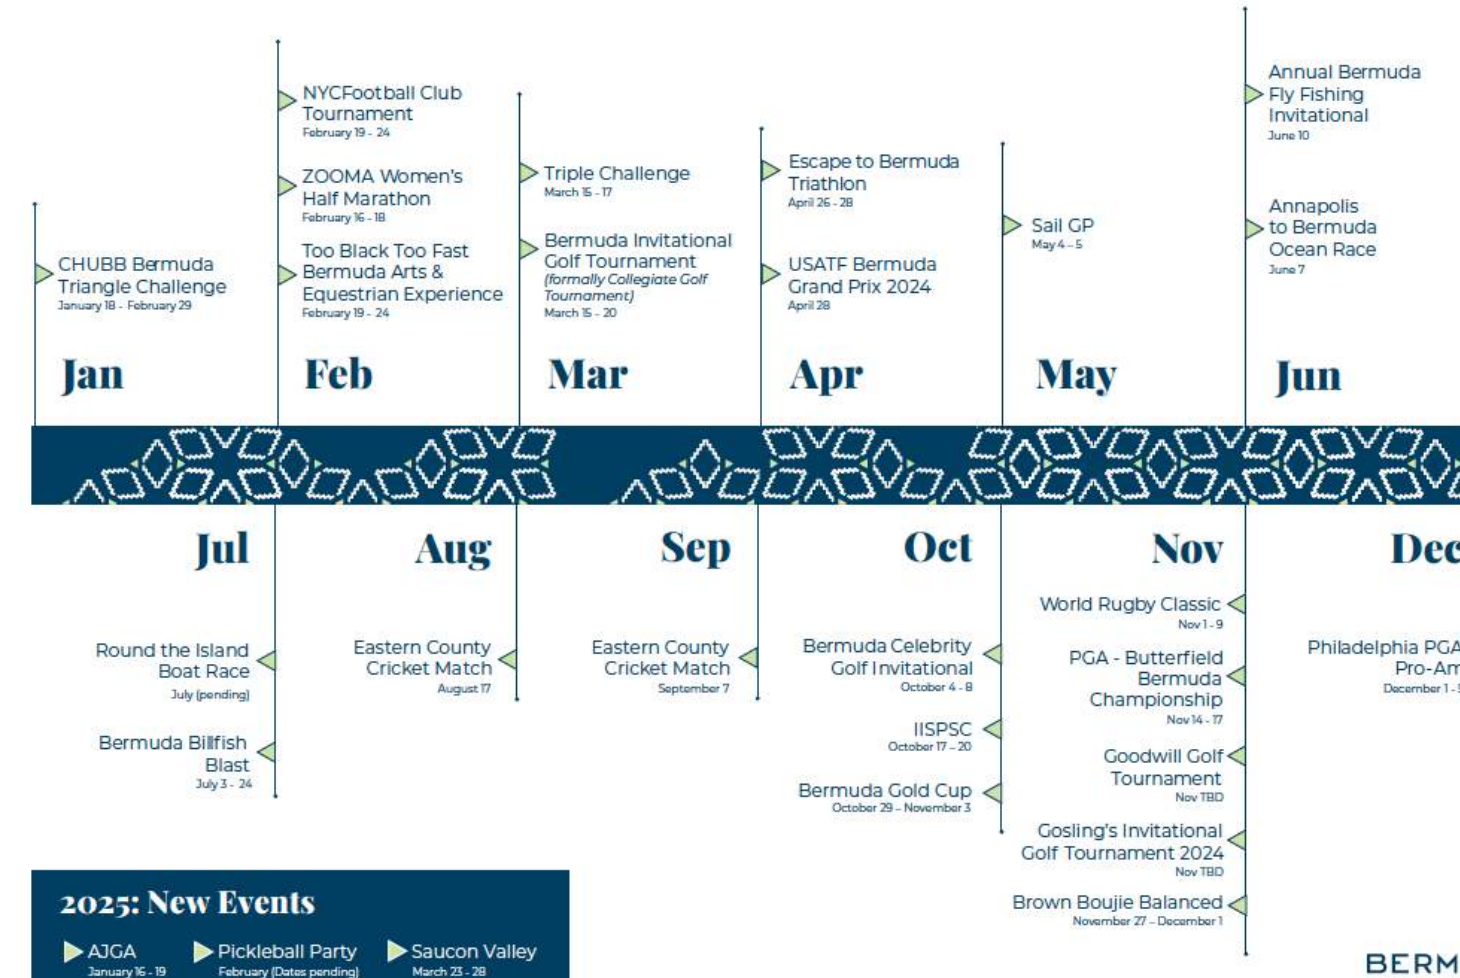 CHUBB Bermuda
Triangle Challenge
January 18 - February 29
Jan
NYCFootball Club
Tournament
February 19 - 24
ZOOMA Women's
Half Marathon
February 16 - 18
Too Black Too Fast
Bermuda Arts &
Equestrian Experience
February 19 - 24
Feb
Triple Challenge
March 15 - 17
Bermuda Invitational
Golf Tournament
(formally Collegiate Golf
Tournament)
March 15 - 20
Mar
Escape to Bermuda
Triathlon
April 26 - 28
USATF Bermuda
Grand Prix 2024
April 28
Apr
Sail GP
May 4 – 5
May
Annual Bermuda
Fly Fishing
Invitational
June 10
Annapolis
to Bermuda
Ocean Race
June 7
Jun
Jul
Round the Island
Boat Race
July (pending)
Bermuda Billfish
Blast
July 3 - 24
Aug
Eastern County
Cricket Match
August 17
Sep
Eastern County
Cricket Match
September 7
Oct
Bermuda Celebrity
Golf Invitational
October 4 - 8
IISPSC
October 17 – 20
Bermuda Gold Cup
October 29 – November 3
Nov
World Rugby Classic
Nov 1 - 9
PGA - Butterfield
Bermuda
Championship
Nov 14 - 17
Goodwill Golf
Tournament
Nov TBD
Gosling's Invitational
Golf Tournament 2024
Nov TBD
Brown Boujie Balanced
November 27 – December 1
Dec
Philadelphia PGA
Pro-Am
December 1 -
2025: New Events
AJGA
January 16 - 19
Pickleball Party
February (Dates pending)
Saucon Valley
March 23 - 28
BERM